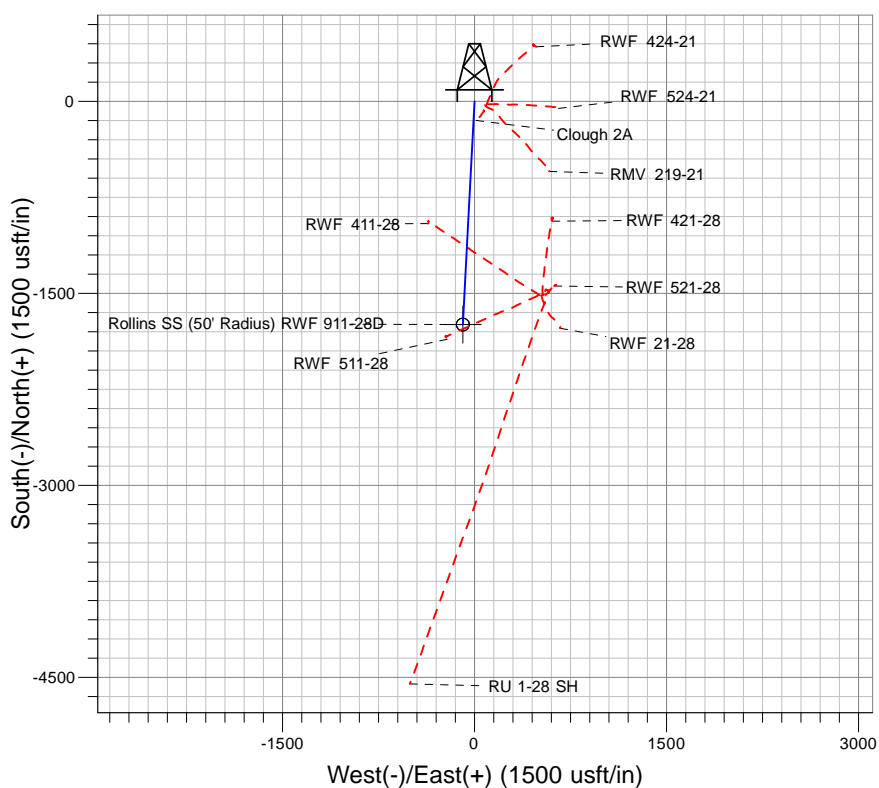 RWF 424-21
RWF 524-21
0
Clough 2A
RMV 219-21
RWF 411-28
RWF 421-28
RWF 521-28
-1500
Rollins SS (50' Radius) RWF 911-28D
RWF 21-28
RWF 511-28
South(-)/North(+) (1500 usft/in)
-3000
-4500
RU 1-28 SH
-1500
0
1500
3000
West(-)/East(+) (1500 usft/in)